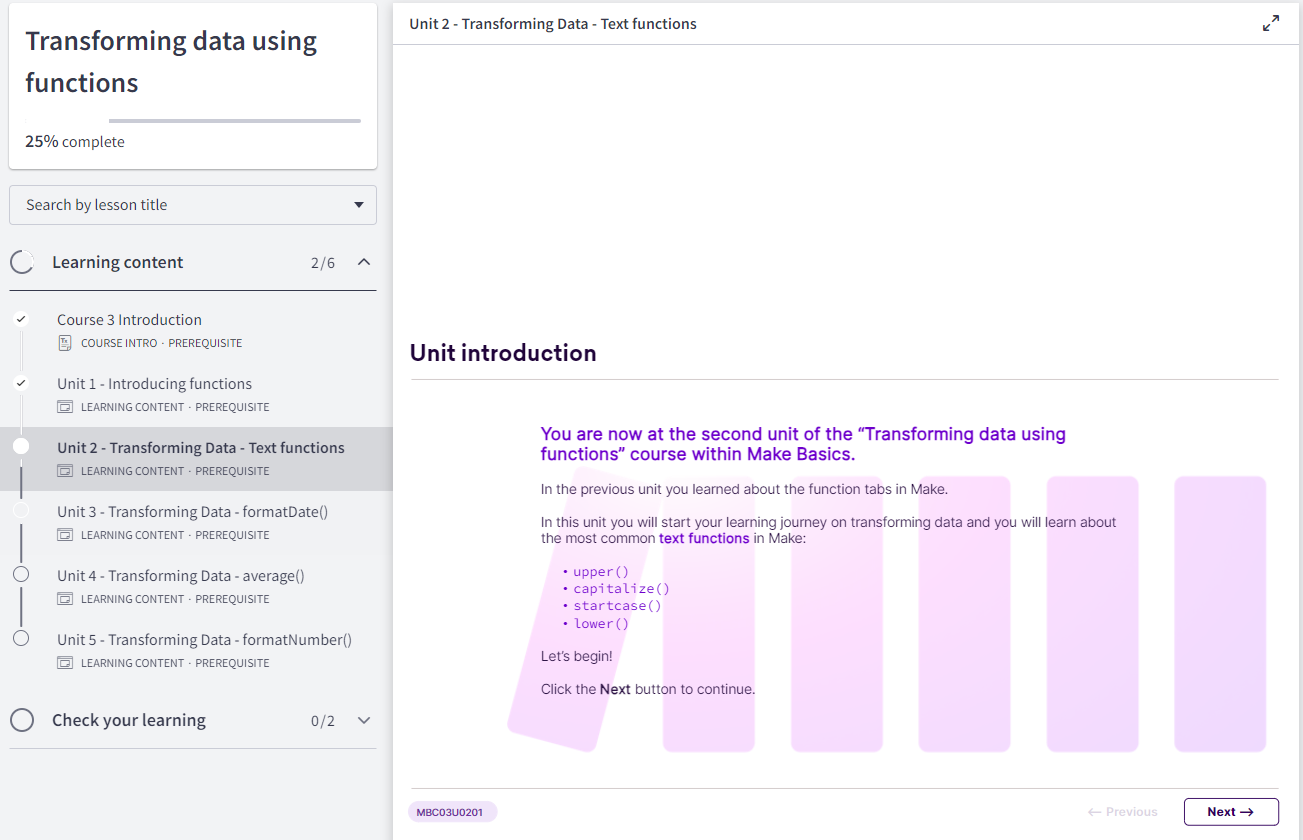 Transforming data using
functions
25% complete
Search by lesson title
Learning content 2/6
Course 3 Introduction
COURSE INTRO · PREREQUISITE
Unit 1 - Introducing functions
LEARNING CONTENT · PREREQUISITE
Unit 2 - Transforming Data - Text functions
LEARNING CONTENT · PREREQUISITE
Unit 3 - Transforming Data - formatDate()
LEARNING CONTENT · PREREQUISITE
Unit 4 - Transforming Data - average()
LEARNING CONTENT · PREREQUISITE
Unit 5 - Transforming Data - formatNumber()
LEARNING CONTENT · PREREQUISITE
Check your learning 0/2
Unit 2 - Transforming Data - Text functions
Unit introduction
You are now at the second unit of the “Transforming data using
functions” course within Make Basics.
In the previous unit you learned about the function tabs in Make.
In this unit you will start your learning journey on transforming data and you will learn about
the most common text functions in Make:
• upper()
• capitalize()
• startcase()
• lower()
Let’s begin!
Click the Next button to continue.
MBC03U0201
← Previous
Next →